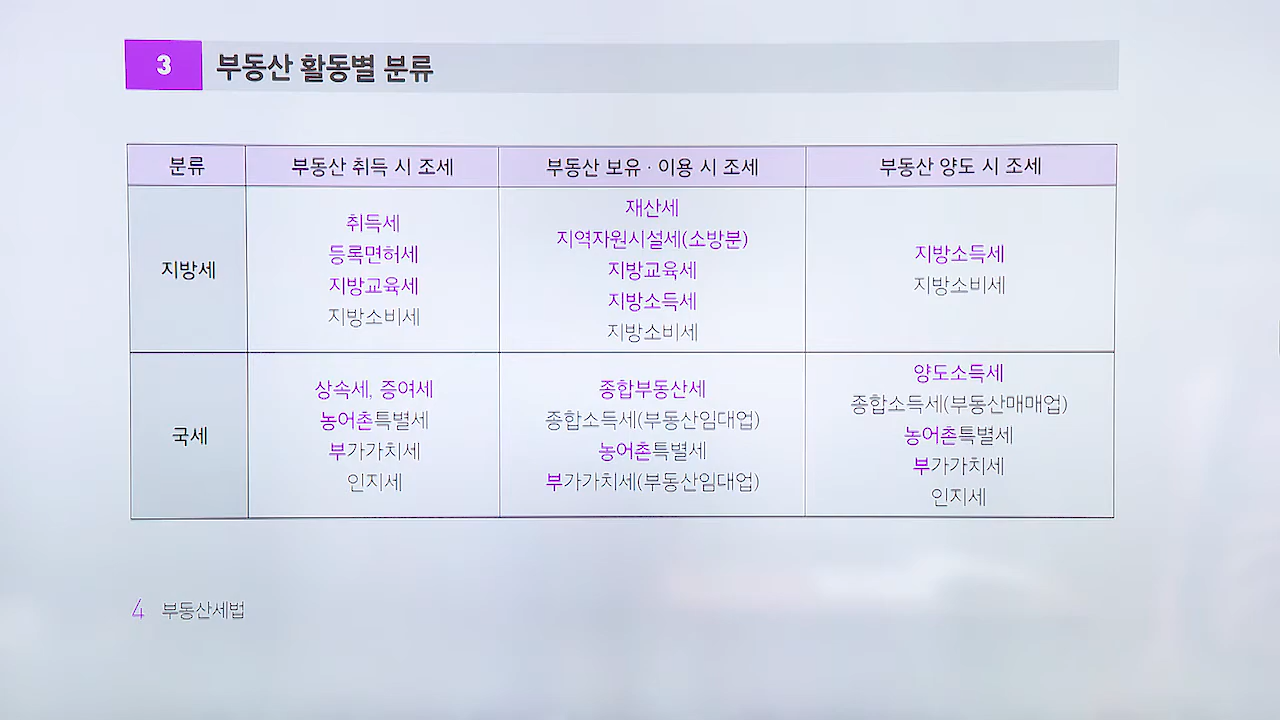 3 부동산 활동별 분류
분류 부동산 취득 시 조세 부동산 보유 · 이용 시 조세 부동산 양도 시 조세
지방세
취득세
등록면허세
지방교육세
지방소비세
재산세
지역자원시설세(소방분)
지방교육세
지방소득세
지방소비세
지방소득세
지방소비세
국세
상속세, 증여세
농어촌특별세
부가가치세
인지세
종합부동산세
종합소득세(부동산임대업)
농어촌특별세
부가가치세(부동산임대업)
양도소득세
종합소득세(부동산매매업)
농어촌특별세
부가가치세
인지세
4 부동산세법